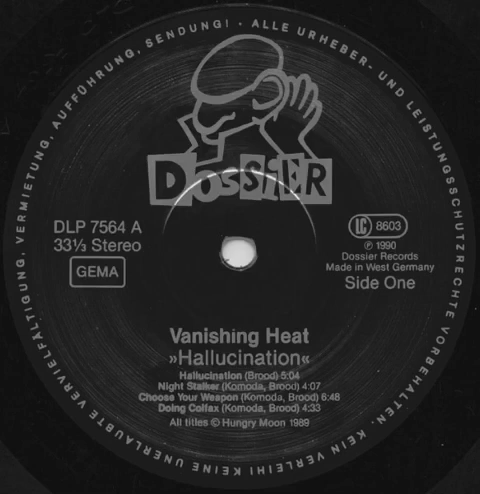 ALLE URHEBER- UND LEISTUNGSSCHUTZRECHTE VORBEHALTEN. KEIN VERLEIH! KEINE UNERLAUBTE VERVIELFÄLTIGUNG, VERMIETUNG, AUFFÜHRUNG, SENDUNG! ·
DOSSIER
DLP 7564 A
33⅓ Stereo
GEMA
LC 8603
℗ 1990
Dossier Records
Made in West Germany
Side One
Vanishing Heat
»Hallucination«
Hallucination (Brood) 5:04
Night Stalker (Komoda, Brood) 4:07
Choose Your Weapon (Komoda, Brood) 6:48
Doing Colfax (Komoda, Brood) 4:33
All titles © Hungry Moon 1989